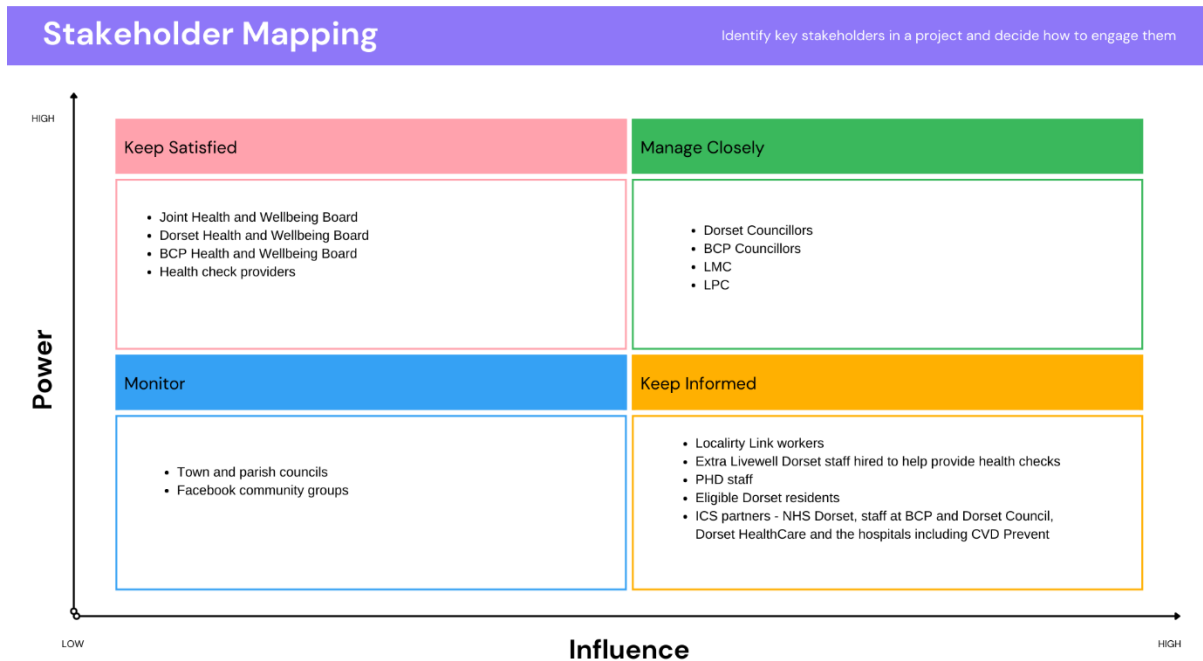 Stakeholder Mapping
Identify key stakeholders in a project and decide how to engage them
HIGH
Keep Satisfied
Manage Closely
• Joint Health and Wellbeing Board
• Dorset Health and Wellbeing Board
• BCP Health and Wellbeing Board
• Health check providers
• Dorset Councillors
• BCP Councillors
• LMC
• LPC
Power
Monitor
Keep Informed
• Town and parish councils
• Facebook community groups
• Localirty Link workers
• Extra Livewell Dorset staff hired to help provide health checks
• PHD staff
• Eligible Dorset residents
• ICS partners - NHS Dorset, staff at BCP and Dorset Council,
Dorset HealthCare and the hospitals including CVD Prevent
LOW
Influence
HIGH